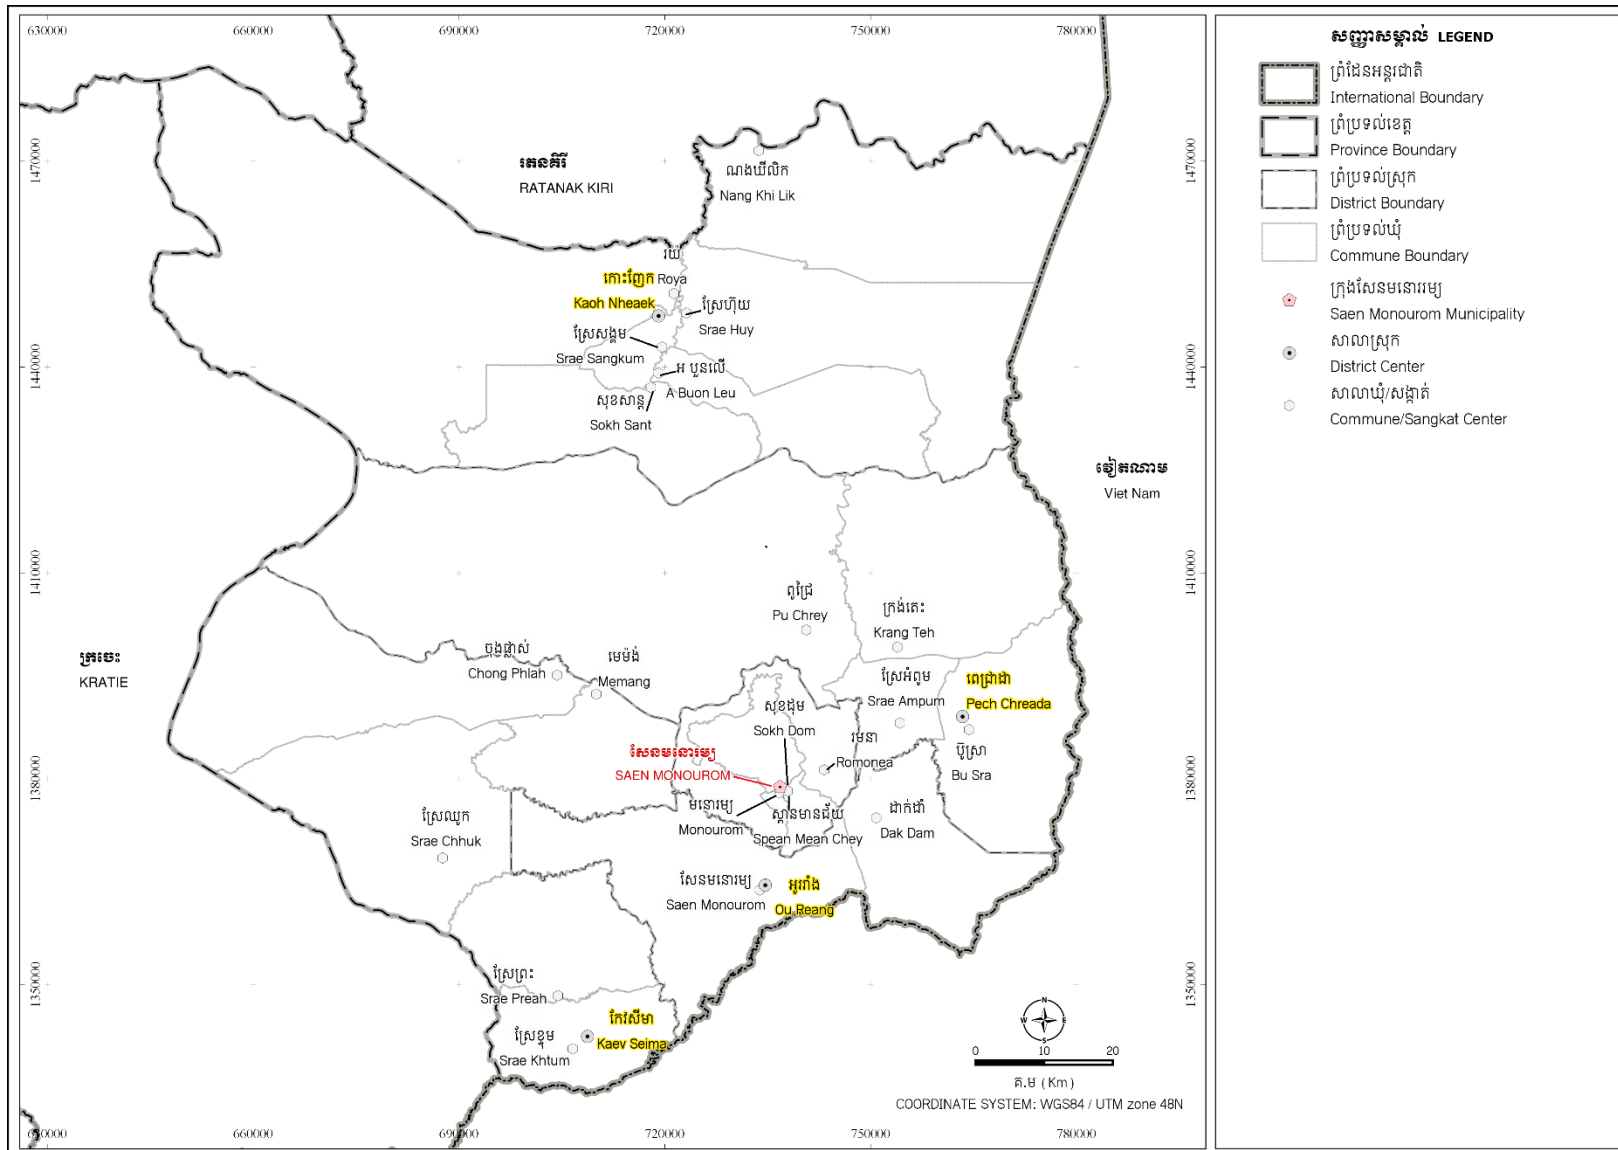 630000
660000
690000
720000
750000
780000
1470000
1440000
1410000
1380000
1350000
1470000
1440000
1410000
1380000
1350000
630000
660000
690000
720000
750000
780000
រតនគិរី
RATANAK KIRI
ណងឃីលិក
Nang Khi Lik
រយ៉
Roya
កោះញែក
Kaoh Nheaek
ស្រែហ៊ុយ
Srae Huy
ស្រែសង្គម
Srae Sangkum
អ បួនលើ
A Buon Leu
សុខសាន្ត
Sokh Sant
វៀតណាម
Viet Nam
ពូជ្រៃ
Pu Chrey
ក្រង់តេះ
Krang Teh
ក្រចេះ
KRATIE
ចុងផ្លាស់
Chong Phlah
មេម៉ង់
Memang
ស្រែអំពូម
Srae Ampum
ពេជ្រាដា
Pech Chreada
សុខដុម
Sokh Dom
រមនា
Romonea
ប៊ូស្រា
Bu Sra
សែនមនោរម្យ
SAEN MONOUROM
មនោរម្យ
Monourom
ស្ពានមានជ័យ
Spean Mean Chey
ដាក់ដាំ
Dak Dam
ស្រែឈូក
Srae Chhuk
សែនមនោរម្យ
Saen Monourom
អូររាំង
Ou Reang
ស្រែព្រះ
Srae Preah
កែវសីមា
Kaev Seima
ស្រែខ្ទុម
Srae Khtum
N
W E
S
0 10 20
គ.ម ( Km )
COORDINATE SYSTEM: WGS84 / UTM zone 48N
សញ្ញាសម្គាល់ LEGEND
ព្រំដែនអន្តរជាតិ
International Boundary
ព្រំប្រទល់ខេត្ត
Province Boundary
ព្រំប្រទល់ស្រុក
District Boundary
ព្រំប្រទល់ឃុំ
Commune Boundary
ក្រុងសែនមនោររម្យ
Saen Monourom Municipality
សាលាស្រុក
District Center
សាលាឃុំ/សង្កាត់
Commune/Sangkat Center